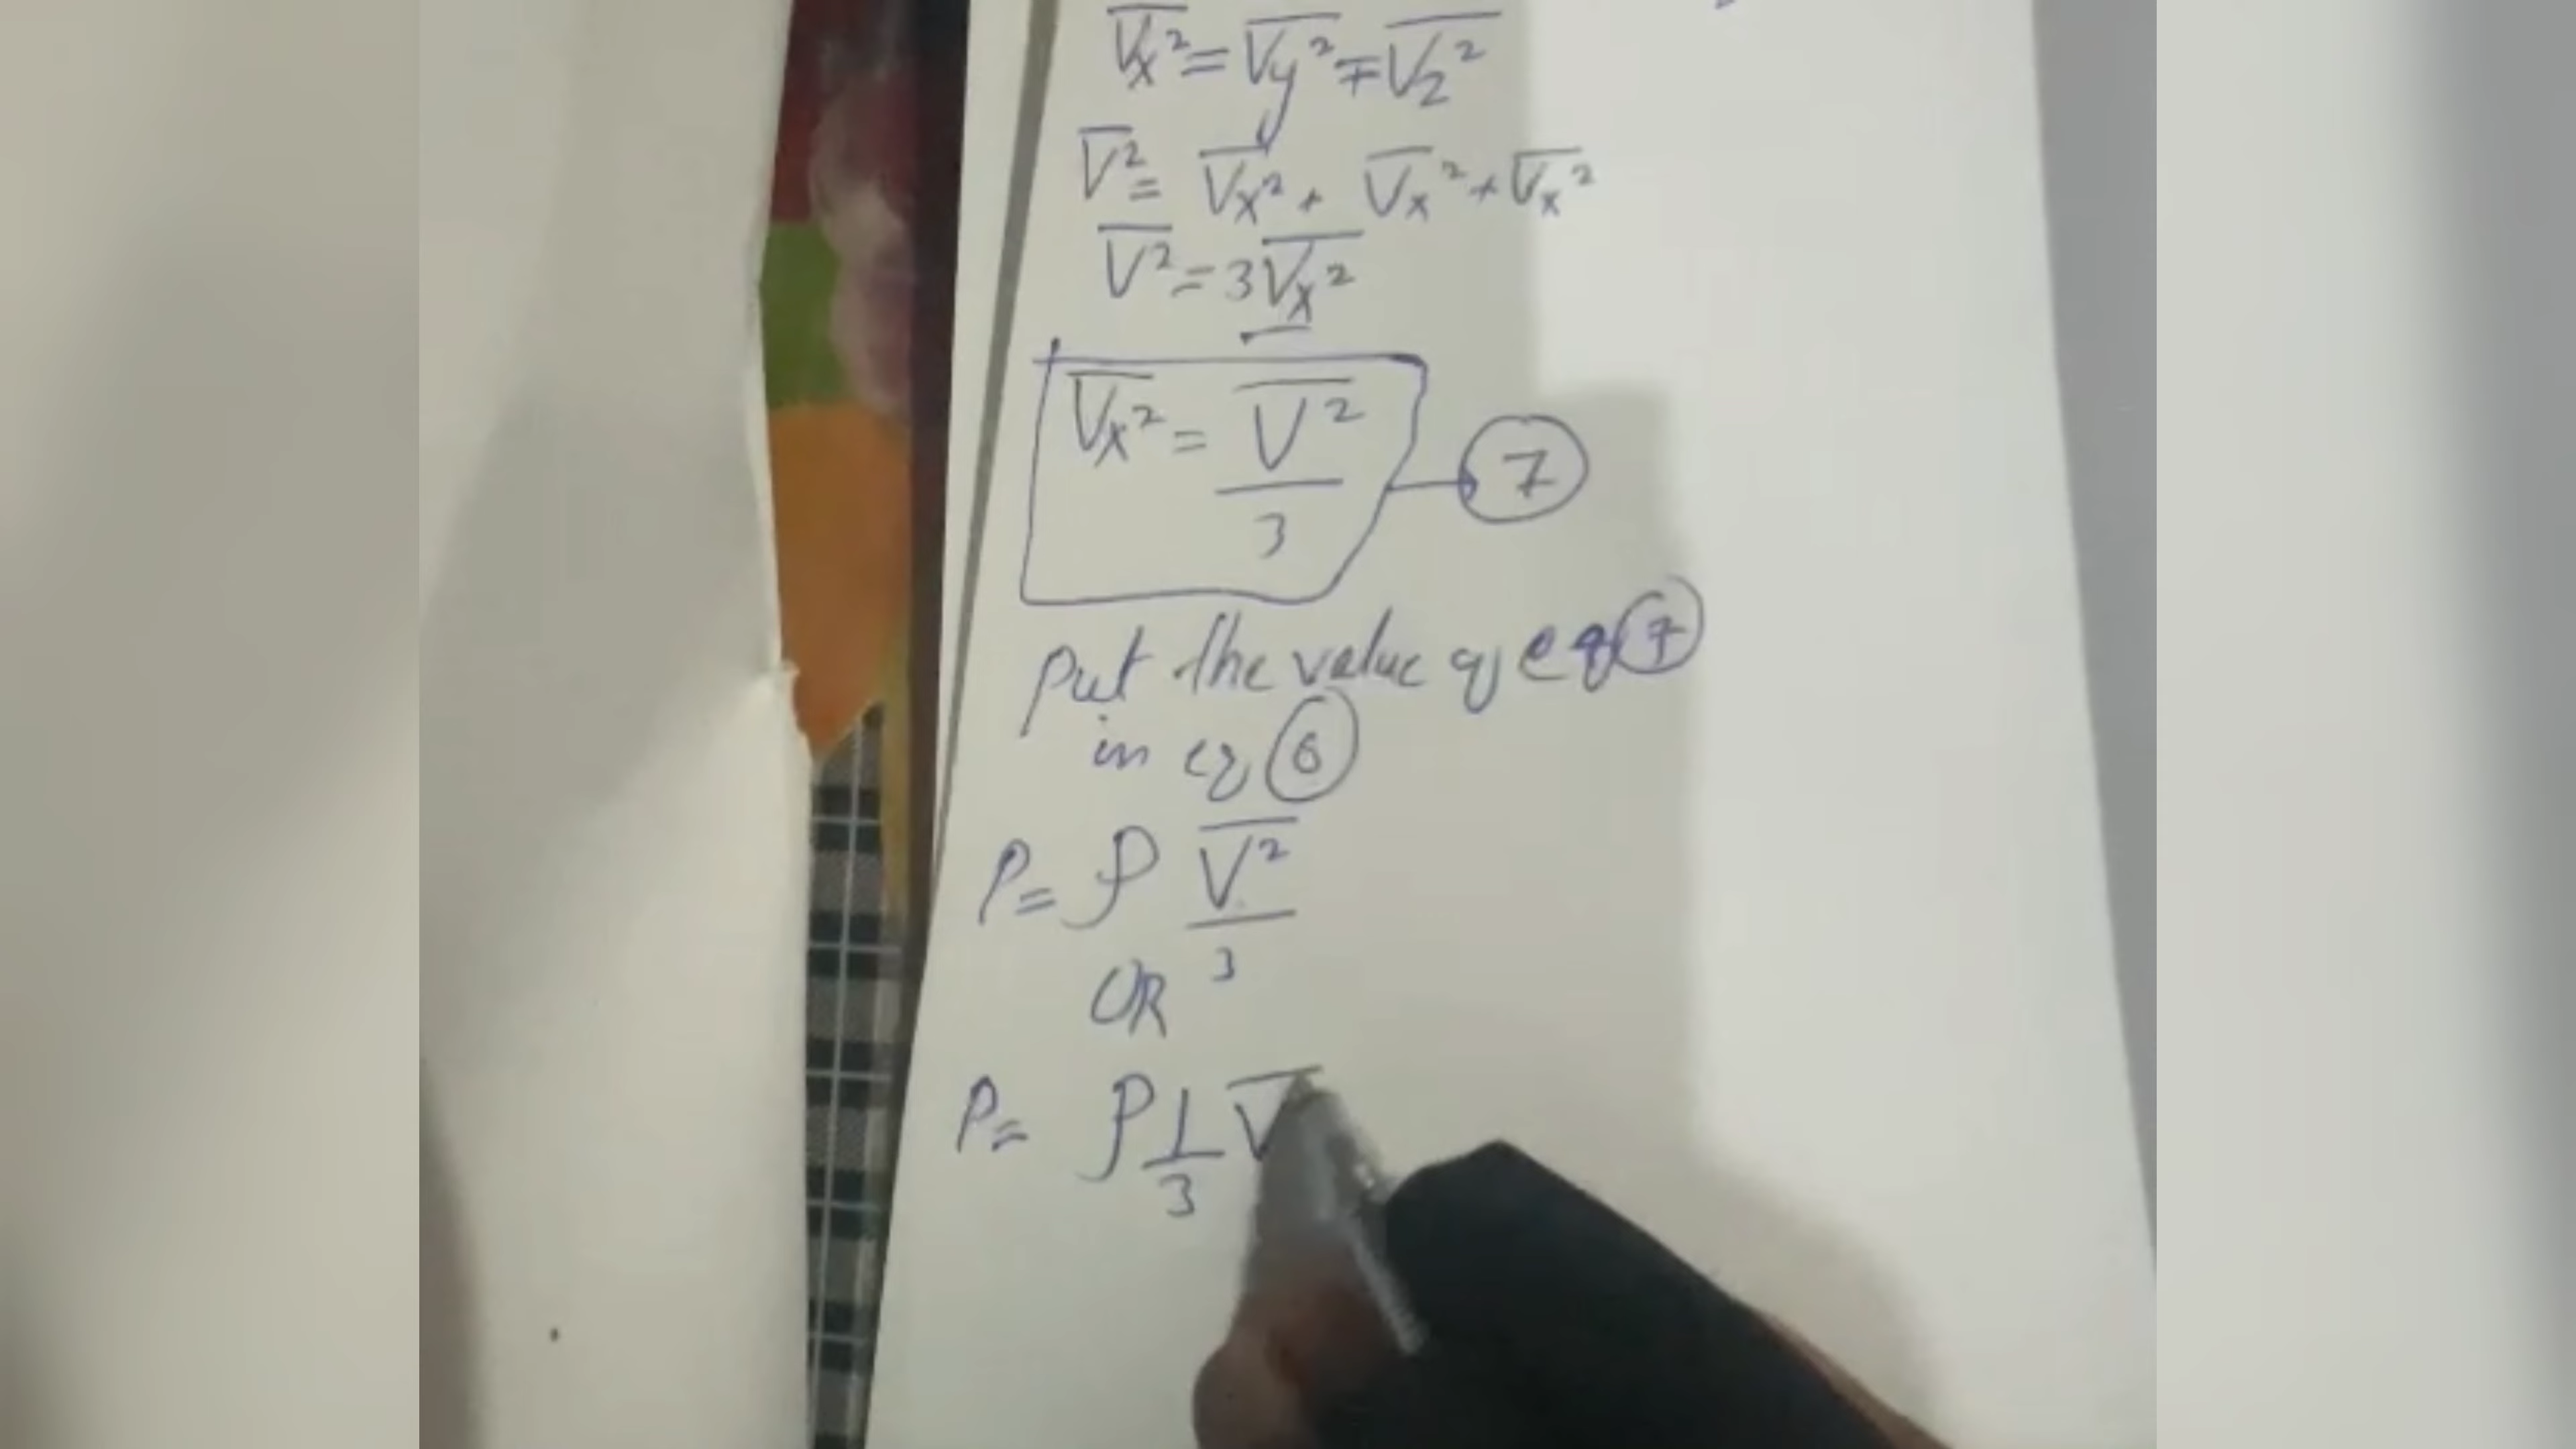 V̅x² = V̅y² = V̅z²
V̅² = V̅x² + V̅x² + V̅x²
V̅² = 3V̅x²
V̅x² = V̅²/3 — 7
Put the value of eq 7
in eq 6
P = ρ V̅²/3
OR
P = ρ 1/3 V̅